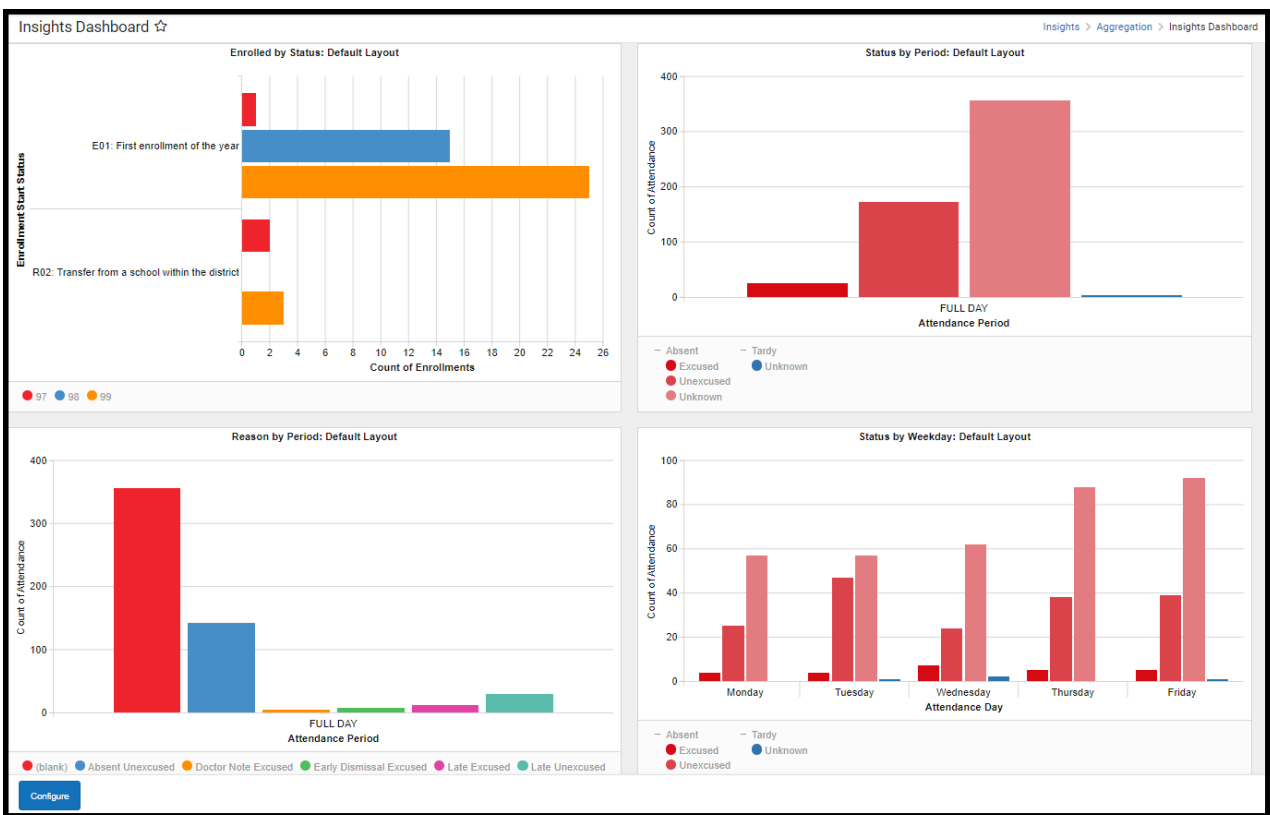 Insights Dashboard ☆
Insights > Aggregation > Insights Dashboard
Enrolled by Status: Default Layout
Enrollment Start Status
E01: First enrollment of the year
R02: Transfer from a school within the district
0 2 4 6 8 10 12 14 16 18 20 22 24 26
Count of Enrollments
97 98 99
Status by Period: Default Layout
Count of Attendance
400
300
200
100
0
FULL DAY
Attendance Period
− Absent − Tardy
Excused Unknown
Unexcused
Unknown
Reason by Period: Default Layout
Count of Attendance
400
300
200
100
0
FULL DAY
Attendance Period
(blank) Absent Unexcused Doctor Note Excused Early Dismissal Excused Late Excused Late Unexcused
Status by Weekday: Default Layout
Count of Attendance
100
80
60
40
20
0
Monday Tuesday Wednesday Thursday Friday
Attendance Day
− Absent − Tardy
Excused Unknown
Unexcused
Configure